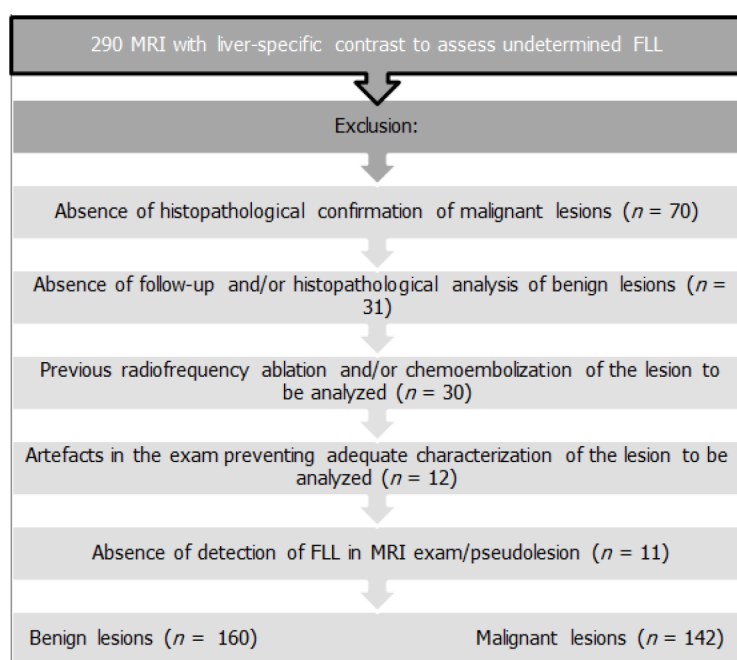 290 MRI with liver-specific contrast to assess undetermined FLL
Exclusion:
Absence of histopathological confirmation of malignant lesions (n = 70)
Absence of follow-up and/or histopathological analysis of benign lesions (n =
31)
Previous radiofrequency ablation and/or chemoembolization of the lesion to
be analyzed (n = 30)
Artefacts in the exam preventing adequate characterization of the lesion to be
analyzed (n = 12)
Absence of detection of FLL in MRI exam/pseudolesion (n = 11)
Benign lesions (n = 160) Malignant lesions (n = 142)